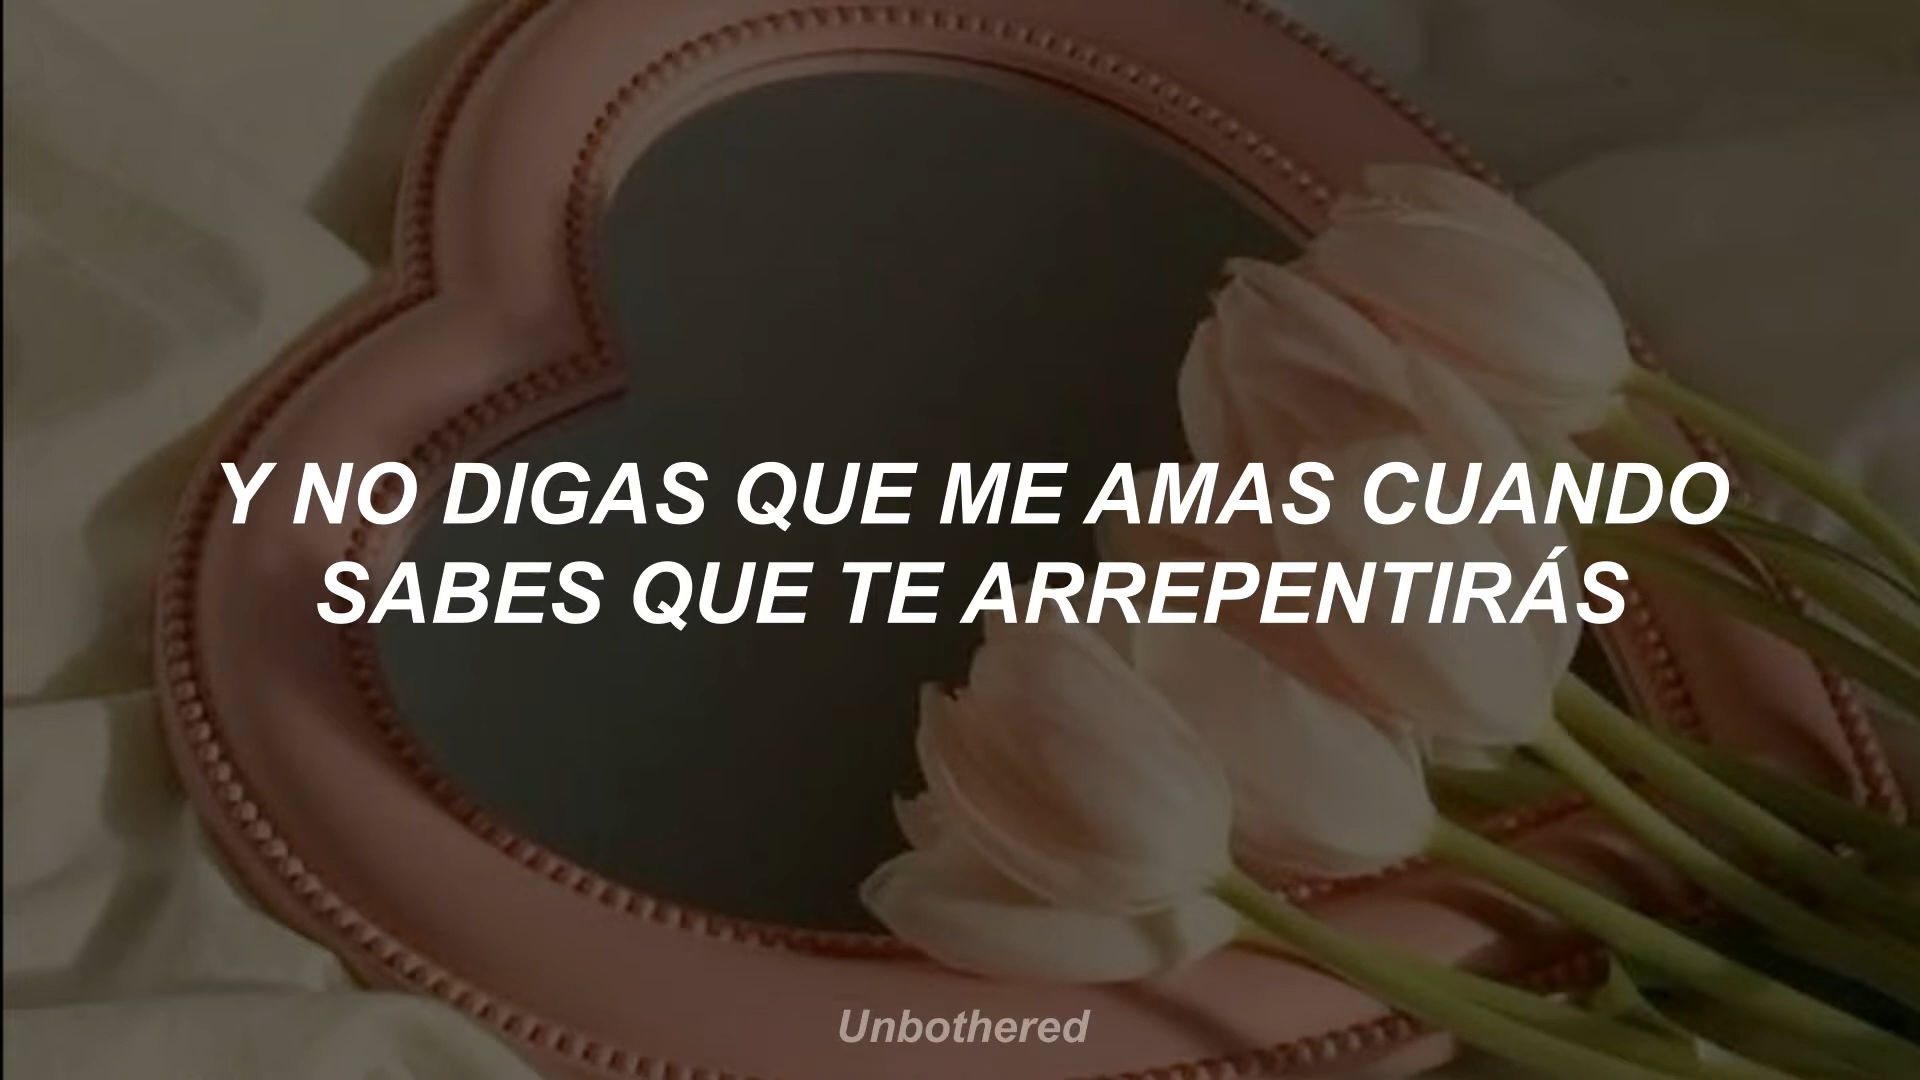 Y NO DIGAS QUE ME AMAS CUANDO
SABES QUE TE ARREPENTIRÁS
Unbothered